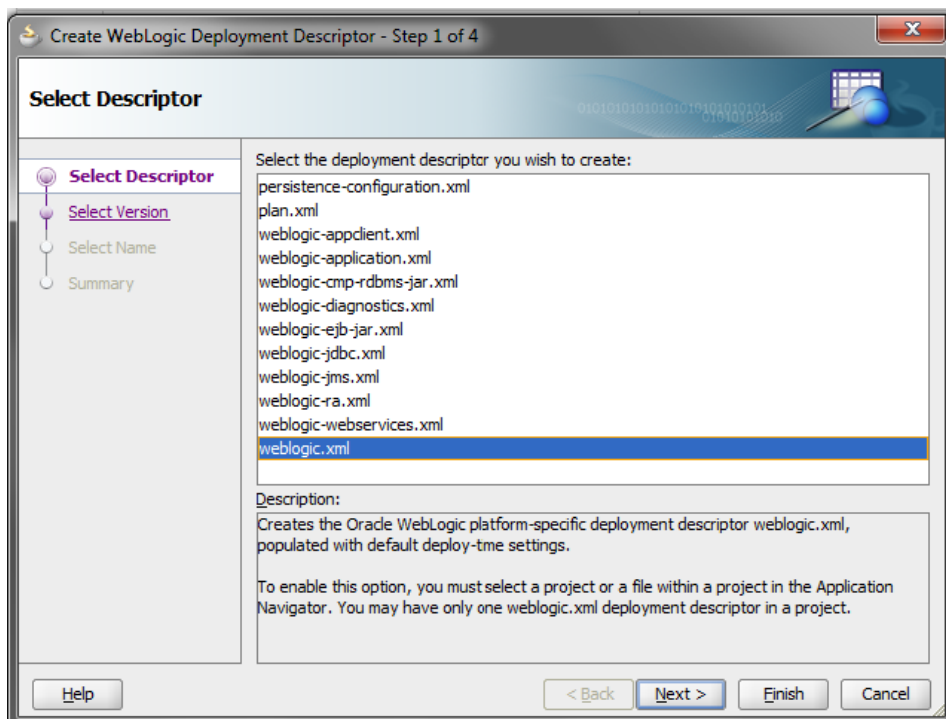 Create WebLogic Deployment Descriptor - Step 1 of 4
Select Descriptor
010101010101010101010101
01010101010
Select Descriptor
Select Version
Select Name
Summary
Select the deployment descriptor you wish to create:
persistence-configuration.xml
plan.xml
weblogic-appclient.xml
weblogic-application.xml
weblogic-cmp-rdbms-jar.xml
weblogic-diagnostics.xml
weblogic-ejb-jar.xml
weblogic-jdbc.xml
weblogic-jms.xml
weblogic-ra.xml
weblogic-webservices.xml
weblogic.xml
Description:
Creates the Oracle WebLogic platform-specific deployment descriptor weblogic.xml,
populated with default deploy-tme settings.
To enable this option, you must select a project or a file within a project in the Application
Navigator. You may have only one weblogic.xml deployment descriptor in a project.
Help
< Back
Next >
Finish
Cancel